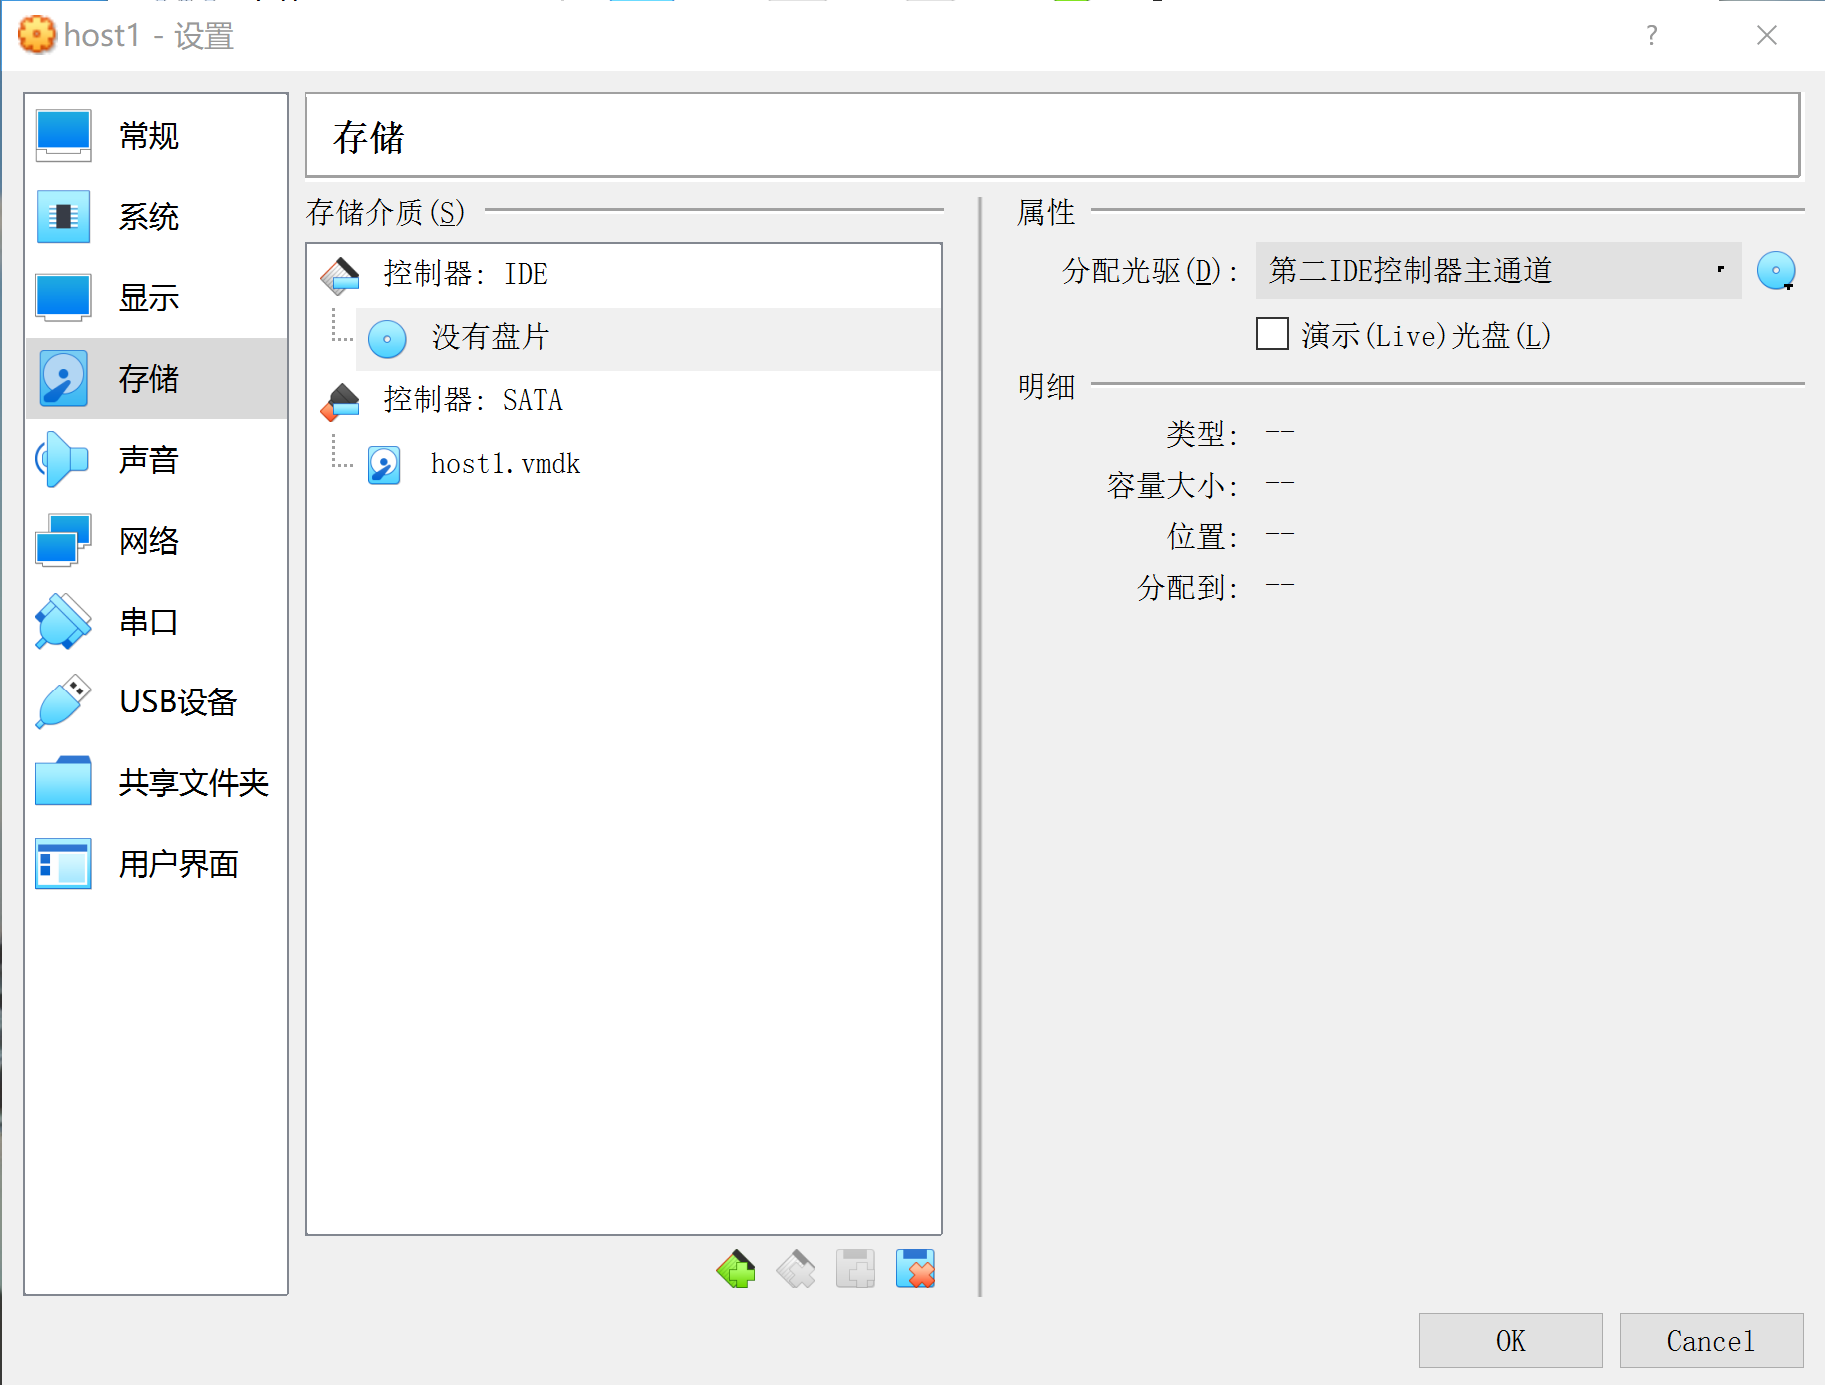 host1 - 设置
?
常规
系统
显示
存储
声音
网络
串口
USB设备
共享文件夹
用户界面
存储
存储介质(S)
控制器: IDE
没有盘片
控制器: SATA
host1.vmdk
属性
分配光驱(D): 第二IDE控制器主通道
演示(Live)光盘(L)
明细
类型: --
容量大小: --
位置: --
分配到: --
OK
Cancel